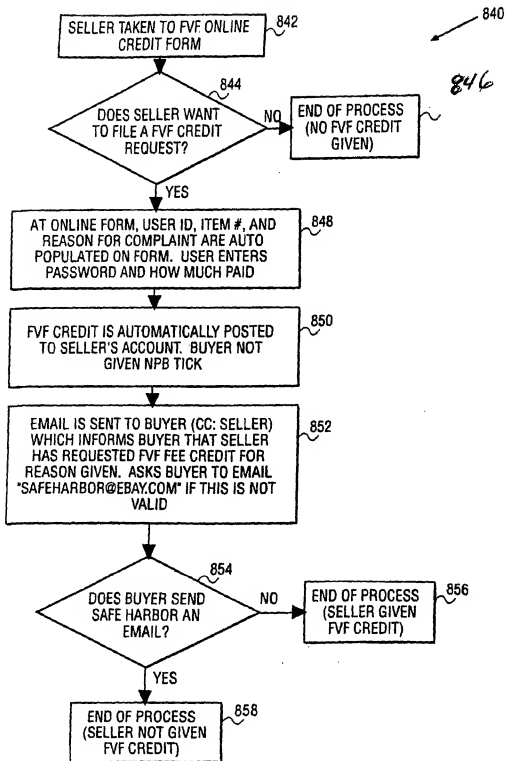 840
SELLER TAKEN TO FVF ONLINE
CREDIT FORM
842
844
DOES SELLER WANT
TO FILE A FVF CREDIT
REQUEST?
NO
846
END OF PROCESS
(NO FVF CREDIT
GIVEN)
YES
AT ONLINE FORM, USER ID, ITEM #, AND
REASON FOR COMPLAINT ARE AUTO
POPULATED ON FORM. USER ENTERS
PASSWORD AND HOW MUCH PAID
848
FVF CREDIT IS AUTOMATICALLY POSTED
TO SELLER'S ACCOUNT. BUYER NOT
GIVEN NPB TICK
850
EMAIL IS SENT TO BUYER (CC: SELLER)
WHICH INFORMS BUYER THAT SELLER
HAS REQUESTED FVF FEE CREDIT FOR
REASON GIVEN. ASKS BUYER TO EMAIL
"SAFEHARBOR@EBAY.COM" IF THIS IS NOT
VALID
852
854
DOES BUYER SEND
SAFE HARBOR AN
EMAIL?
NO
END OF PROCESS
(SELLER GIVEN
FVF CREDIT)
856
YES
END OF PROCESS
(SELLER NOT GIVEN
FVF CREDIT)
858